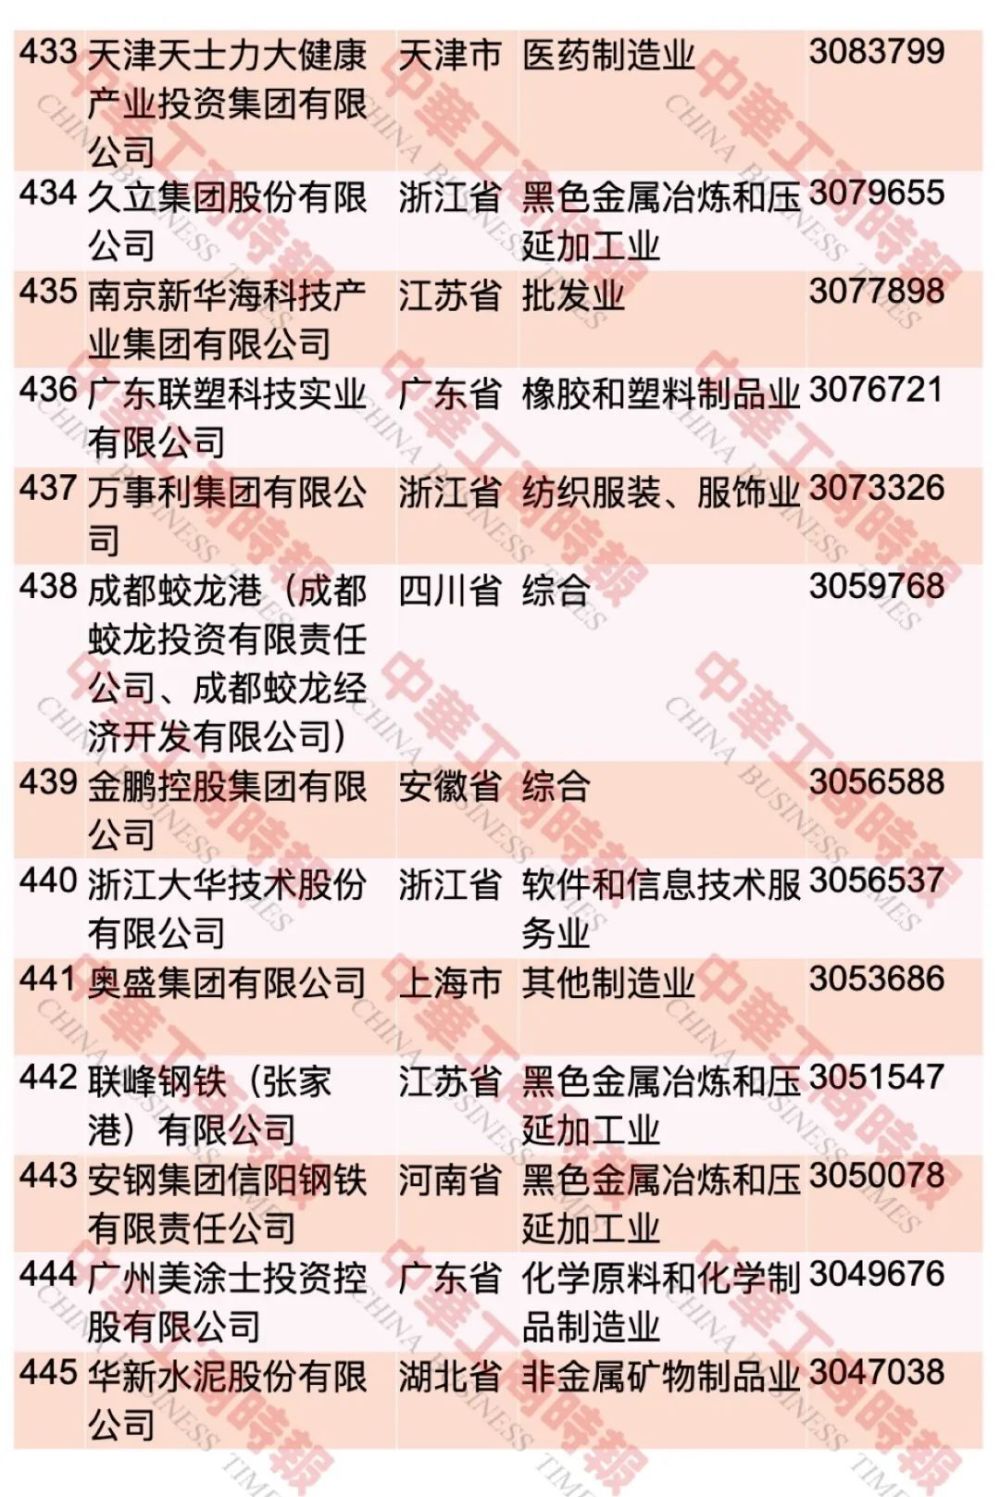 433 天津天士力大健康 天津市 医药制造业 3083799
产业投资集团有限
公司
434 久立集团股份有限 浙江省 黑色金属冶炼和压 3079655
公司 延加工业
435 南京新华海科技产 江苏省 批发业 3077898
业集团有限公司
436 广东联塑科技实业 广东省 橡胶和塑料制品业 3076721
有限公司
437 万事利集团有限公 浙江省 纺织服装、服饰业 3073326
司
438 成都蛟龙港（成都 四川省 综合 3059768
蛟龙投资有限责任
公司、成都蛟龙经
济开发有限公司）
439 金鹏控股集团有限 安徽省 综合 3056588
公司
440 浙江大华技术股份 浙江省 软件和信息技术服 3056537
有限公司 务业
441 奥盛集团有限公司 上海市 其他制造业 3053686
442 联峰钢铁（张家 江苏省 黑色金属冶炼和压 3051547
港）有限公司 延加工业
443 安钢集团信阳钢铁 河南省 黑色金属冶炼和压 3050078
有限责任公司 延加工业
444 广州美涂士投资控 广东省 化学原料和化学制 3049676
股有限公司 品制造业
445 华新水泥股份有限 湖北省 非金属矿物制品业 3047038
公司
中華工商時報
CHINA BUSINESS TIMES